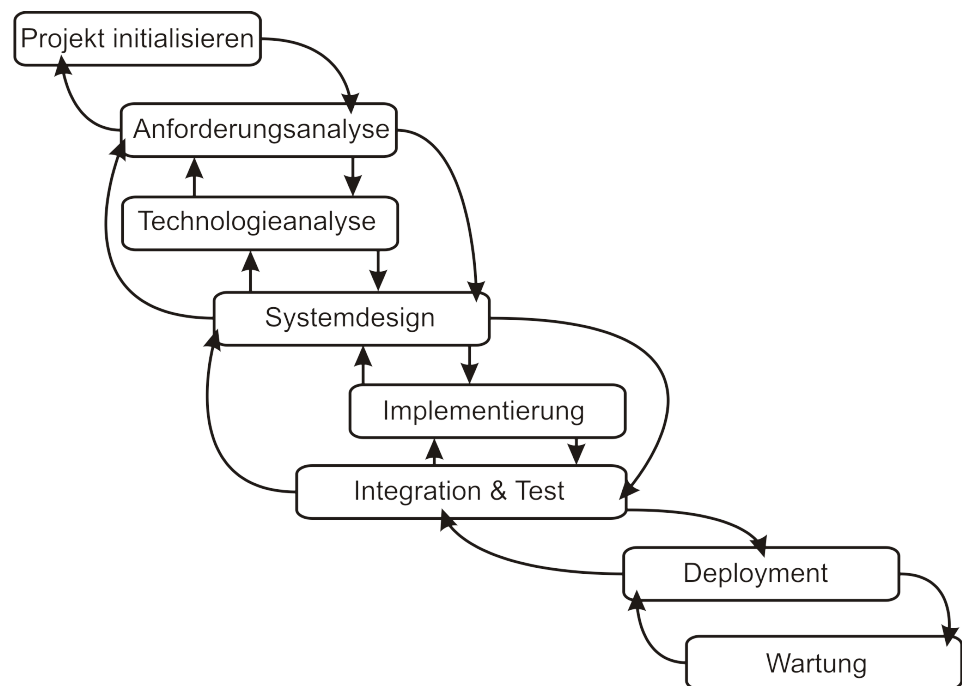 Projekt initialisieren
Anforderungsanalyse
Technologieanalyse
Systemdesign
Implementierung
Integration & Test
Deployment
Wartung